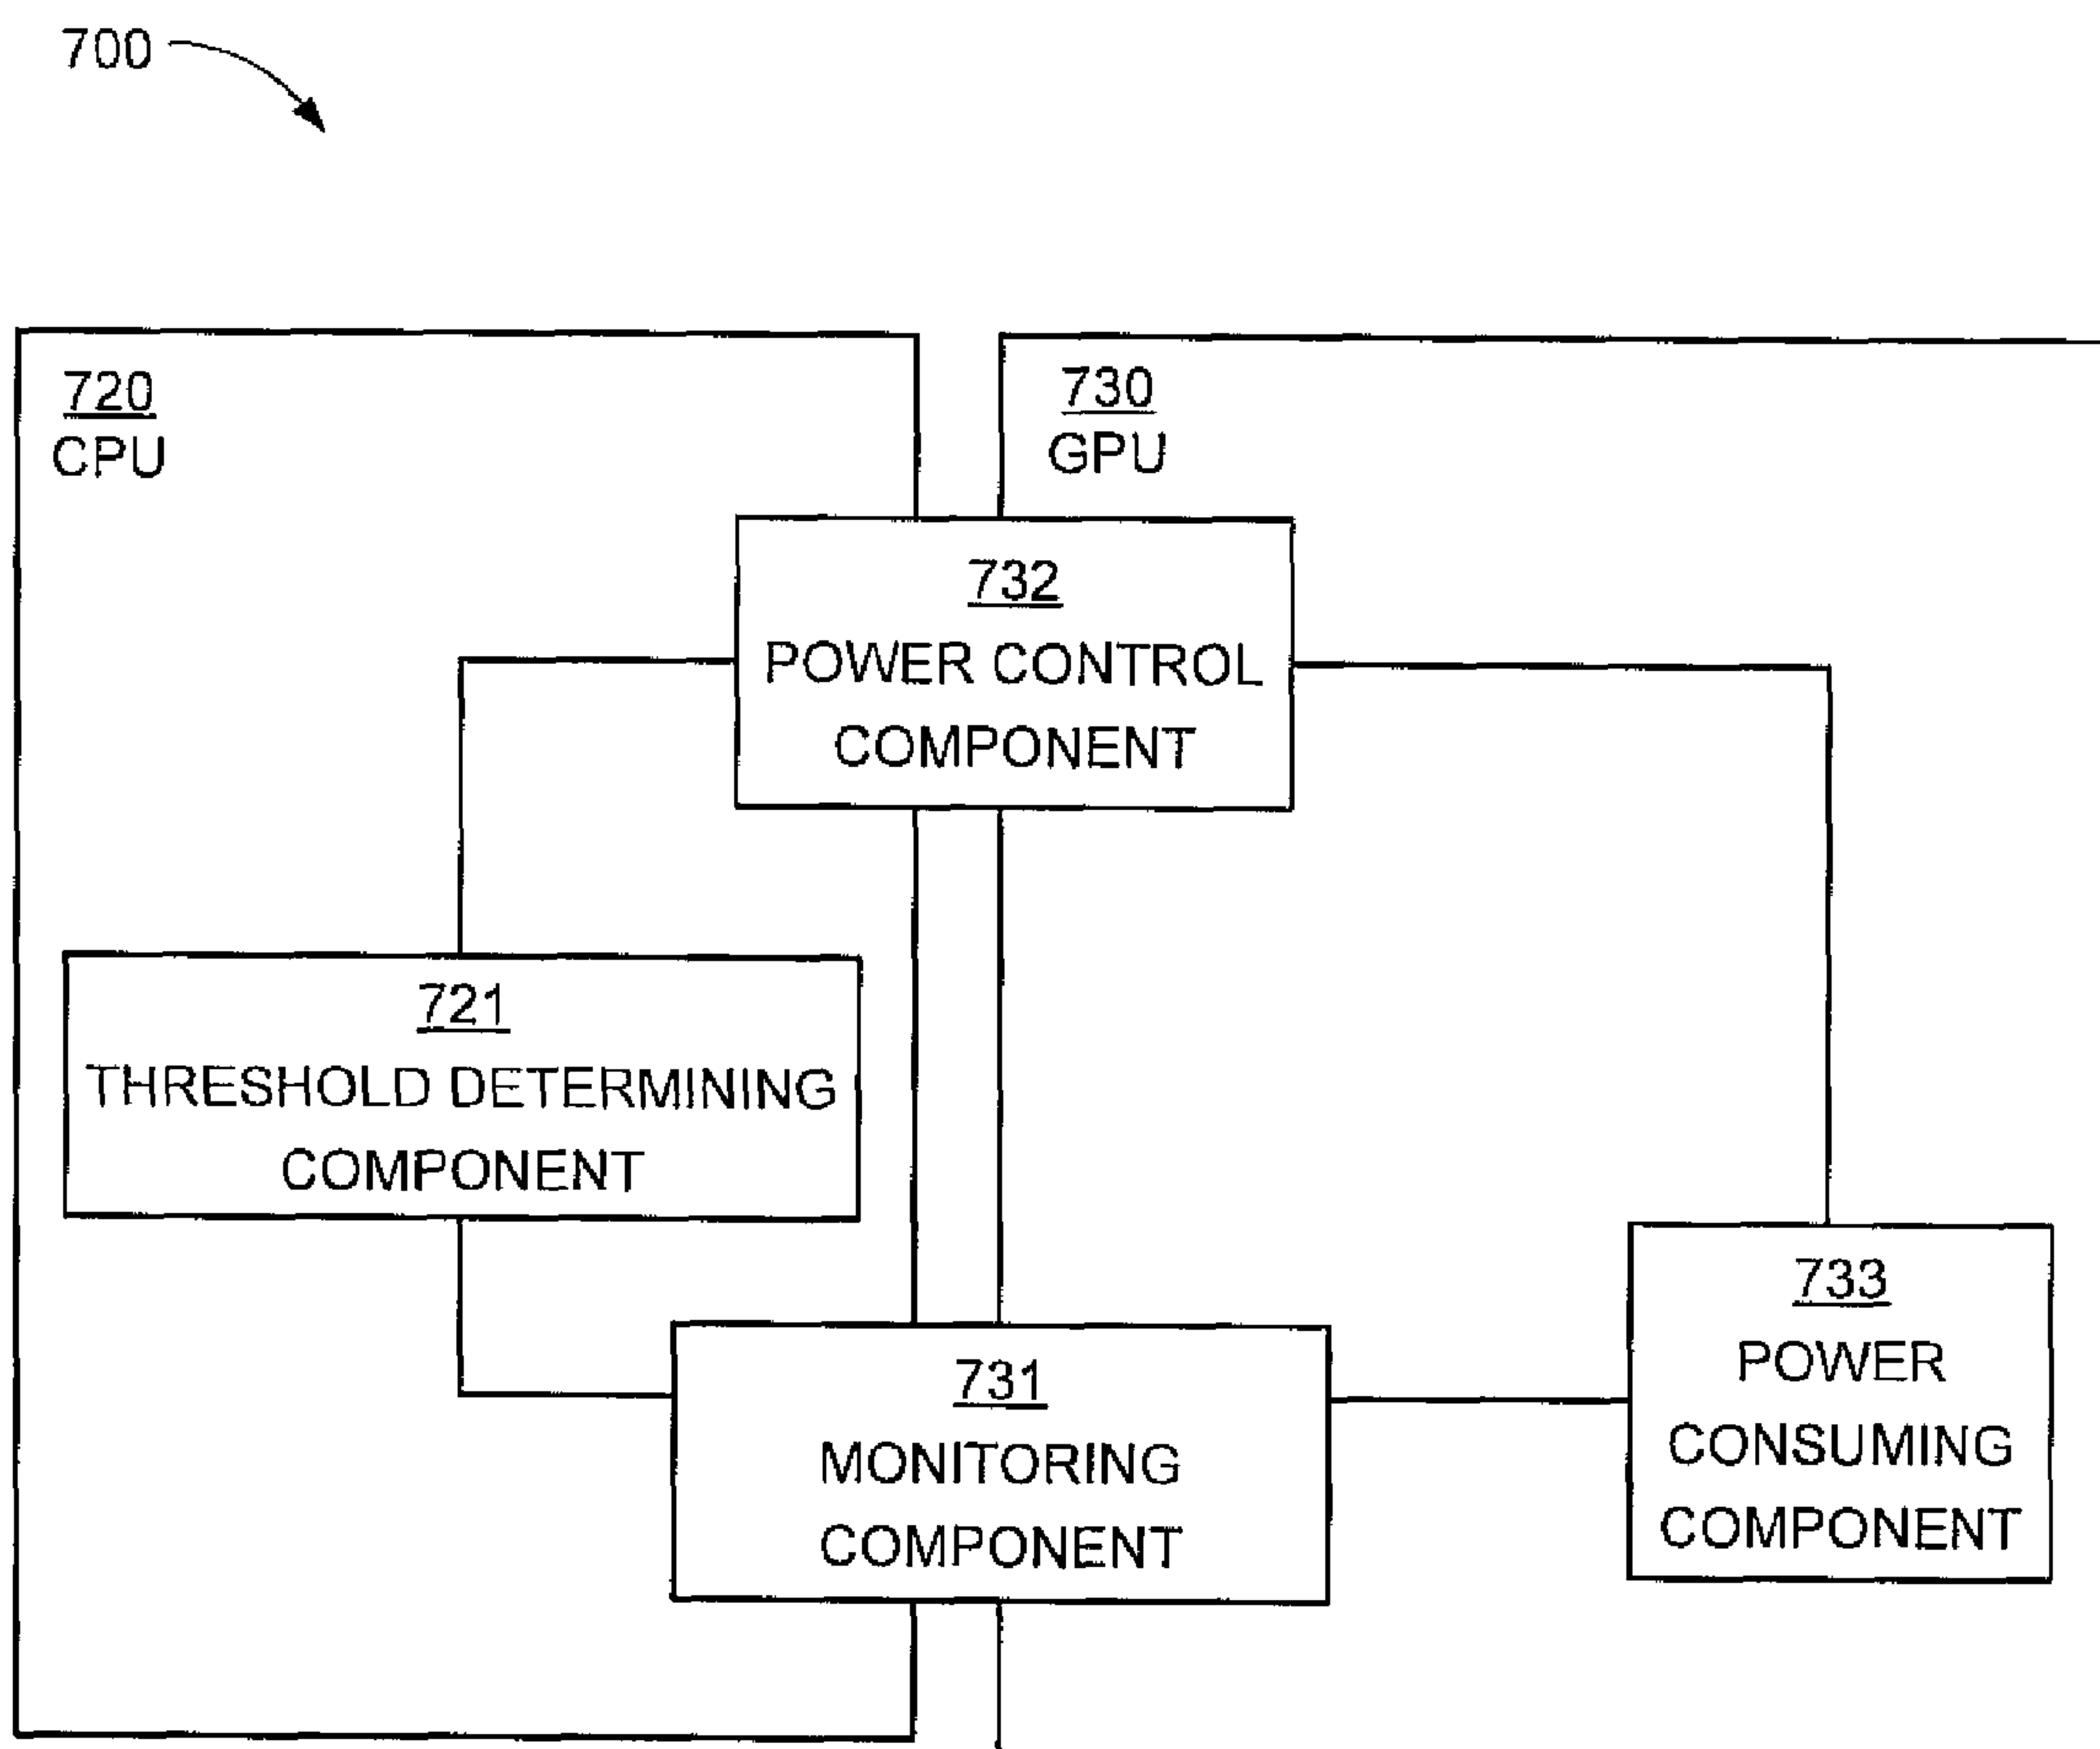 700
720
CPU
730
GPU
732
POWER CONTROL
COMPONENT
721
THRESHOLD DETERMINING
COMPONENT
731
MONITORING
COMPONENT
733
POWER
CONSUMING
COMPONENT